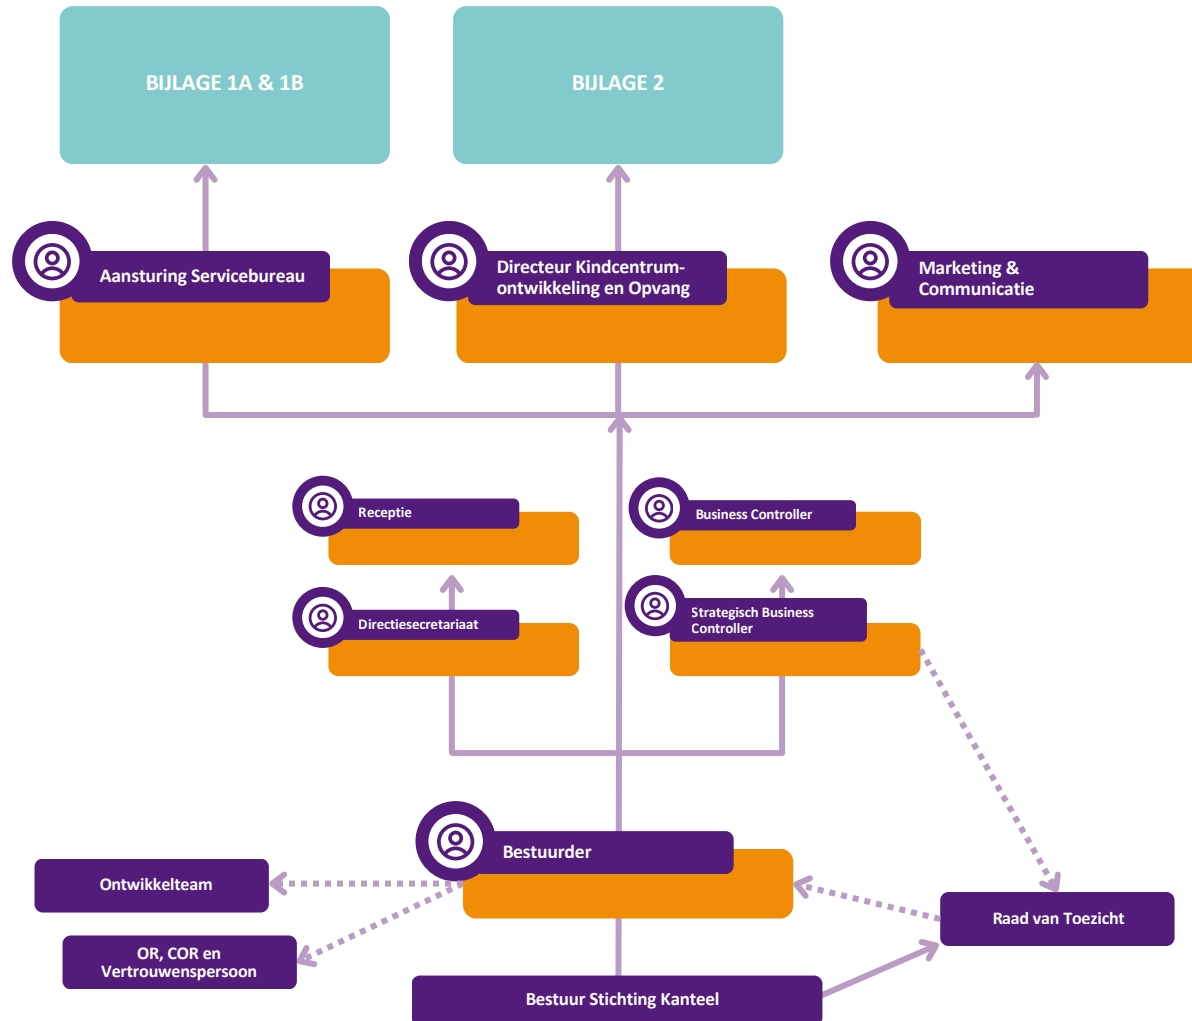 BIJLAGE 1A & 1B
BIJLAGE 2
Aansturing Servicebureau
Directeur Kindcentrum-
ontwikkeling en Opvang
Marketing &
Communicatie
Receptie
Business Controller
Directiesecretariaat
Strategisch Business
Controller
Bestuurder
Ontwikkelteam
Raad van Toezicht
OR, COR en
Vertrouwenspersoon
Bestuur Stichting Kanteel